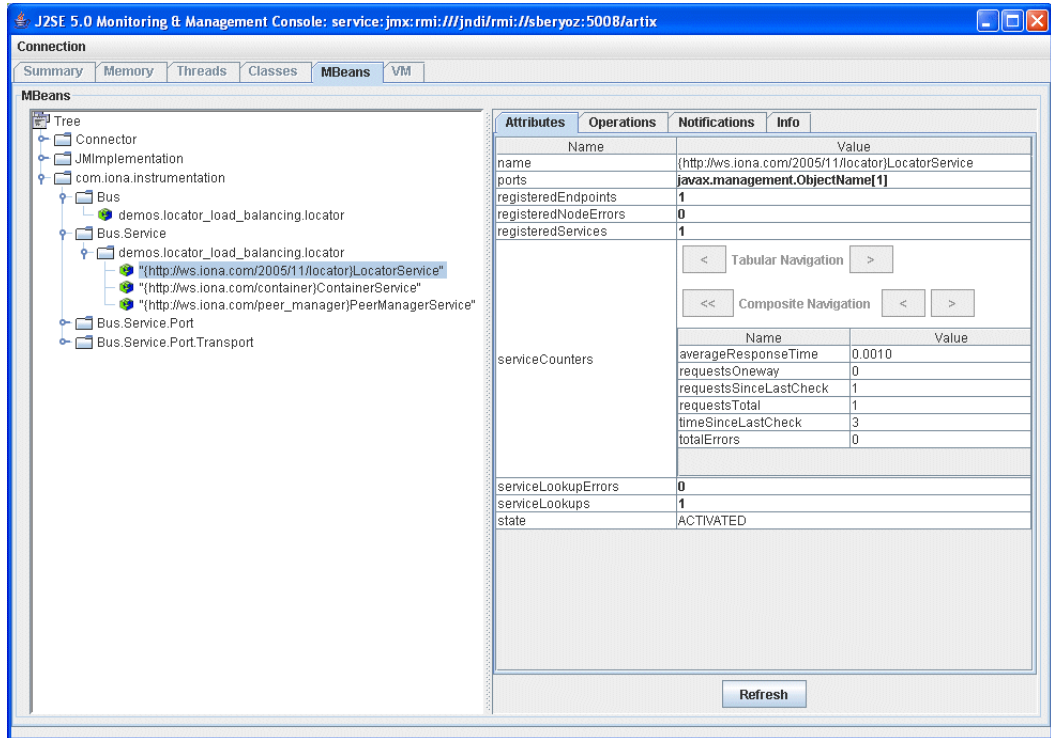 J2SE 5.0 Monitoring & Management Console: service:jmx:rmi:///jndi/rmi://sberyoz:5008/artix
Connection
Summary Memory Threads Classes MBeans VM
MBeans
Tree
Connector
JMImplementation
com.iona.instrumentation
Bus
demos.locator_load_balancing.locator
Bus.Service
demos.locator_load_balancing.locator
"{http://ws.iona.com/2005/11/locator}LocatorService"
"{http://ws.iona.com/container}ContainerService"
"{http://ws.iona.com/peer_manager}PeerManagerService"
Bus.Service.Port
Bus.Service.Port.Transport
Attributes Operations Notifications Info
Name Value
name {http://ws.iona.com/2005/11/locator}LocatorService
ports javax.management.ObjectName[1]
registeredEndpoints 1
registeredNodeErrors 0
registeredServices 1
< Tabular Navigation >
<< Composite Navigation < >
serviceCounters
Name Value
averageResponseTime 0.0010
requestsOneway 0
requestsSinceLastCheck 1
requestsTotal 1
timeSinceLastCheck 3
totalErrors 0
serviceLookupErrors 0
serviceLookups 1
state ACTIVATED
Refresh